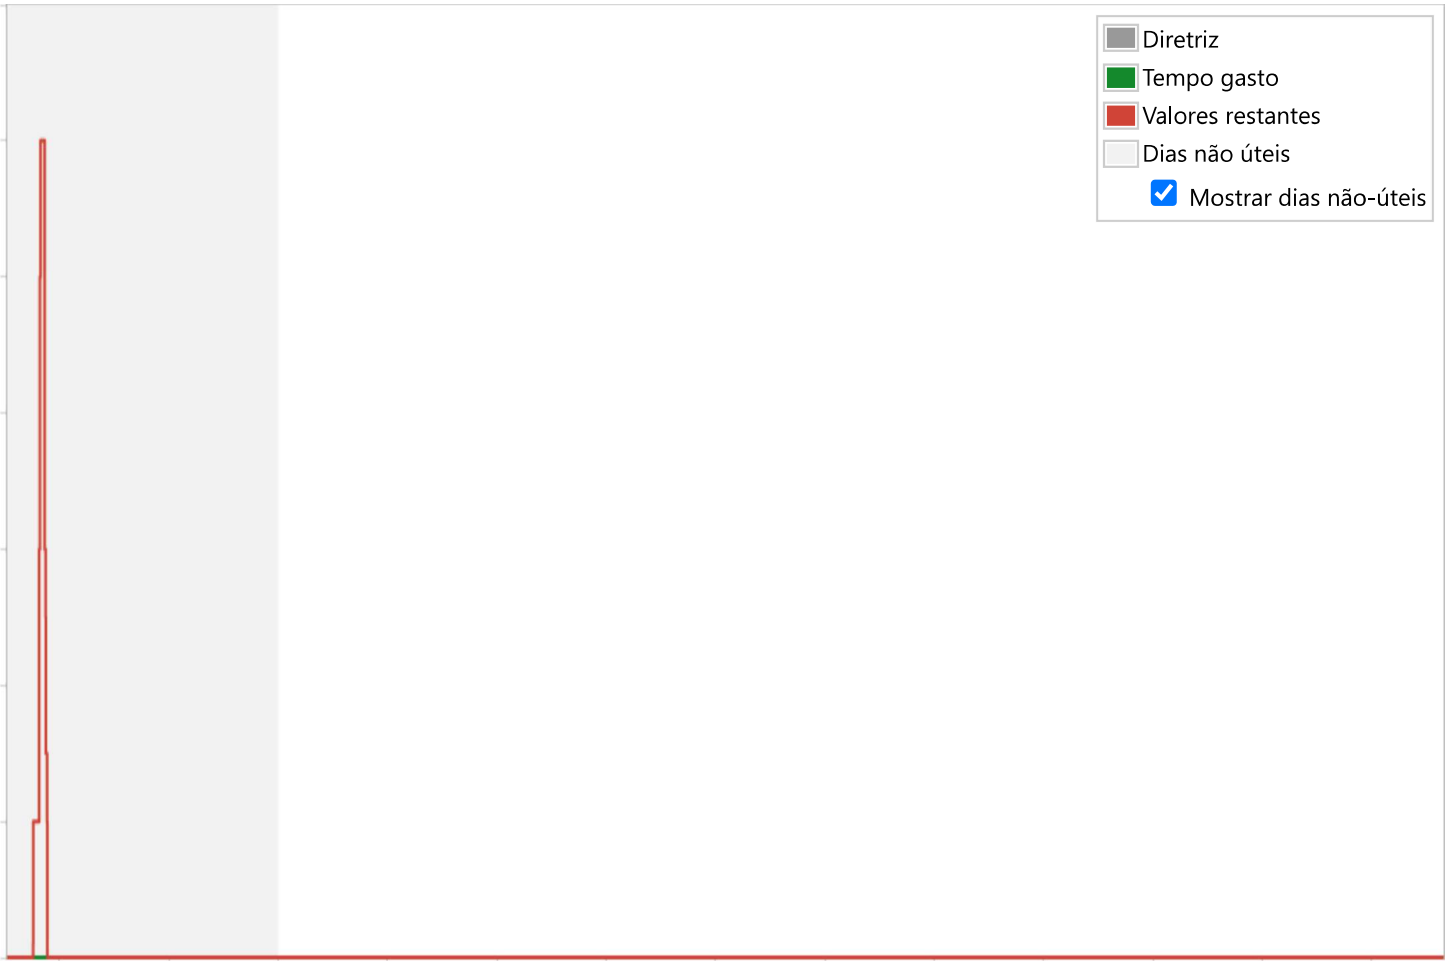 Diretriz
Tempo gasto
Valores restantes
Dias não úteis
Mostrar dias não-úteis